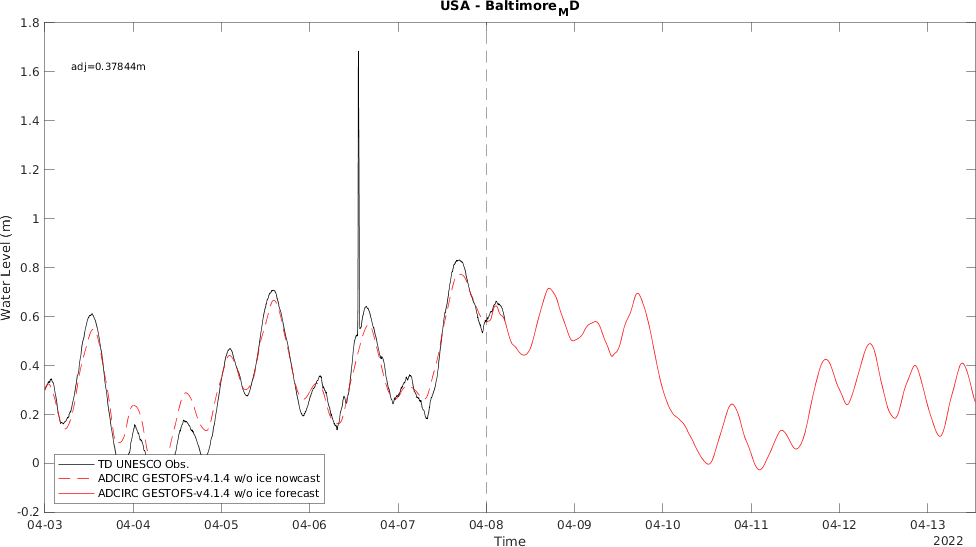 USA - Baltimore_MD
adj=0.37844m
Water Level (m)
1.8
1.6
1.4
1.2
1
0.8
0.6
0.4
0.2
0
-0.2
TD UNESCO Obs.
ADCIRC GESTOFS-v4.1.4 w/o ice nowcast
ADCIRC GESTOFS-v4.1.4 w/o ice forecast
04-03 04-04 04-05 04-06 04-07 04-08 04-09 04-10 04-11 04-12 04-13
Time
2022